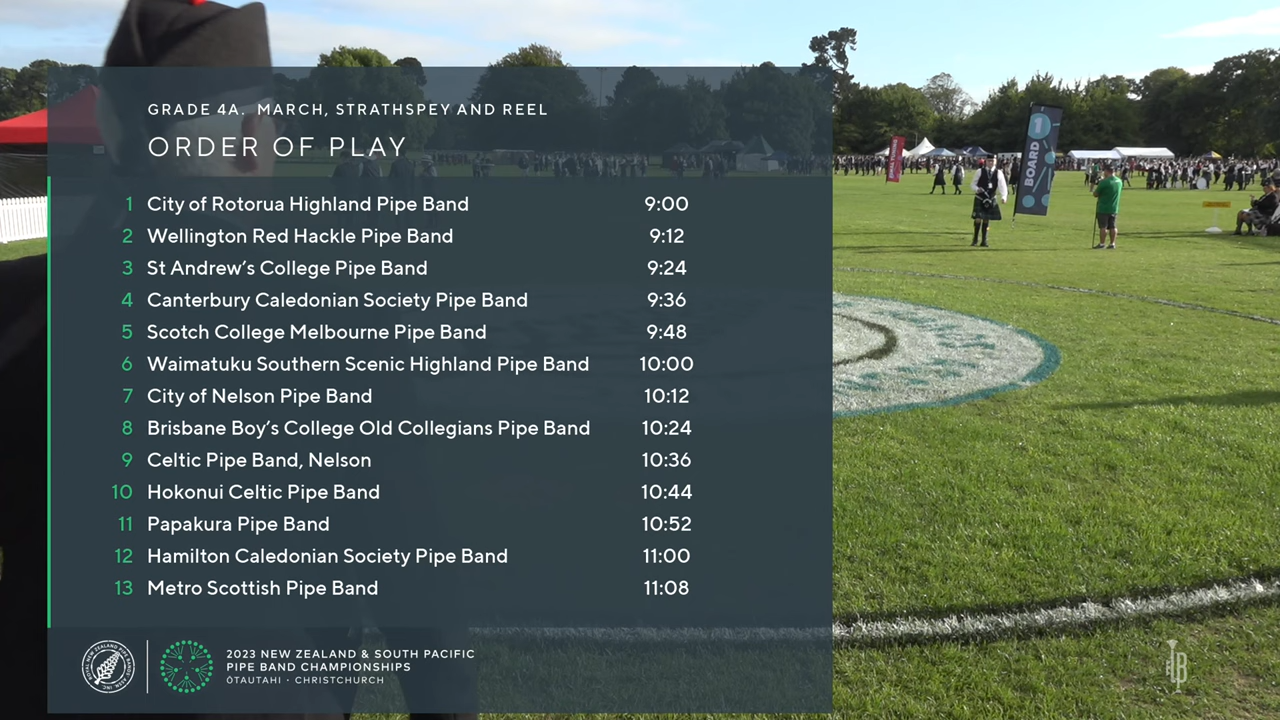 GRADE 4A. MARCH, STRATHSPEY AND REEL
ORDER OF PLAY
1 City of Rotorua Highland Pipe Band 9:00
2 Wellington Red Hackle Pipe Band 9:12
3 St Andrew’s College Pipe Band 9:24
4 Canterbury Caledonian Society Pipe Band 9:36
5 Scotch College Melbourne Pipe Band 9:48
6 Waimatuku Southern Scenic Highland Pipe Band 10:00
7 City of Nelson Pipe Band 10:12
8 Brisbane Boy’s College Old Collegians Pipe Band 10:24
9 Celtic Pipe Band, Nelson 10:36
10 Hokonui Celtic Pipe Band 10:44
11 Papakura Pipe Band 10:52
12 Hamilton Caledonian Society Pipe Band 11:00
13 Metro Scottish Pipe Band 11:08
2023 NEW ZEALAND & SOUTH PACIFIC
PIPE BAND CHAMPIONSHIPS
ŌTAUTAHI · CHRISTCHURCH
BOARD 1